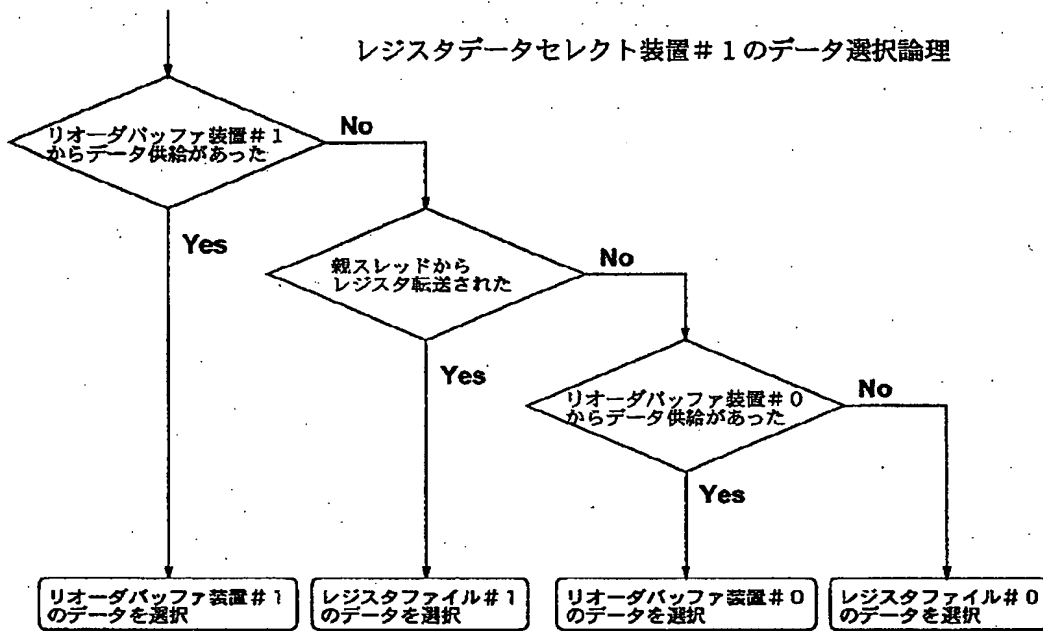 レジスタデータセレクト装置＃１のデータ選択論理
リオーダバッファ装置＃１
からデータ供給があった
No
Yes
親スレッドから
レジスタ転送された
No
Yes
リオーダバッファ装置＃０
からデータ供給があった
No
Yes
リオーダバッファ装置＃１
のデータを選択
レジスタファイル＃１
のデータを選択
リオーダバッファ装置＃０
のデータを選択
レジスタファイル＃０
のデータを選択